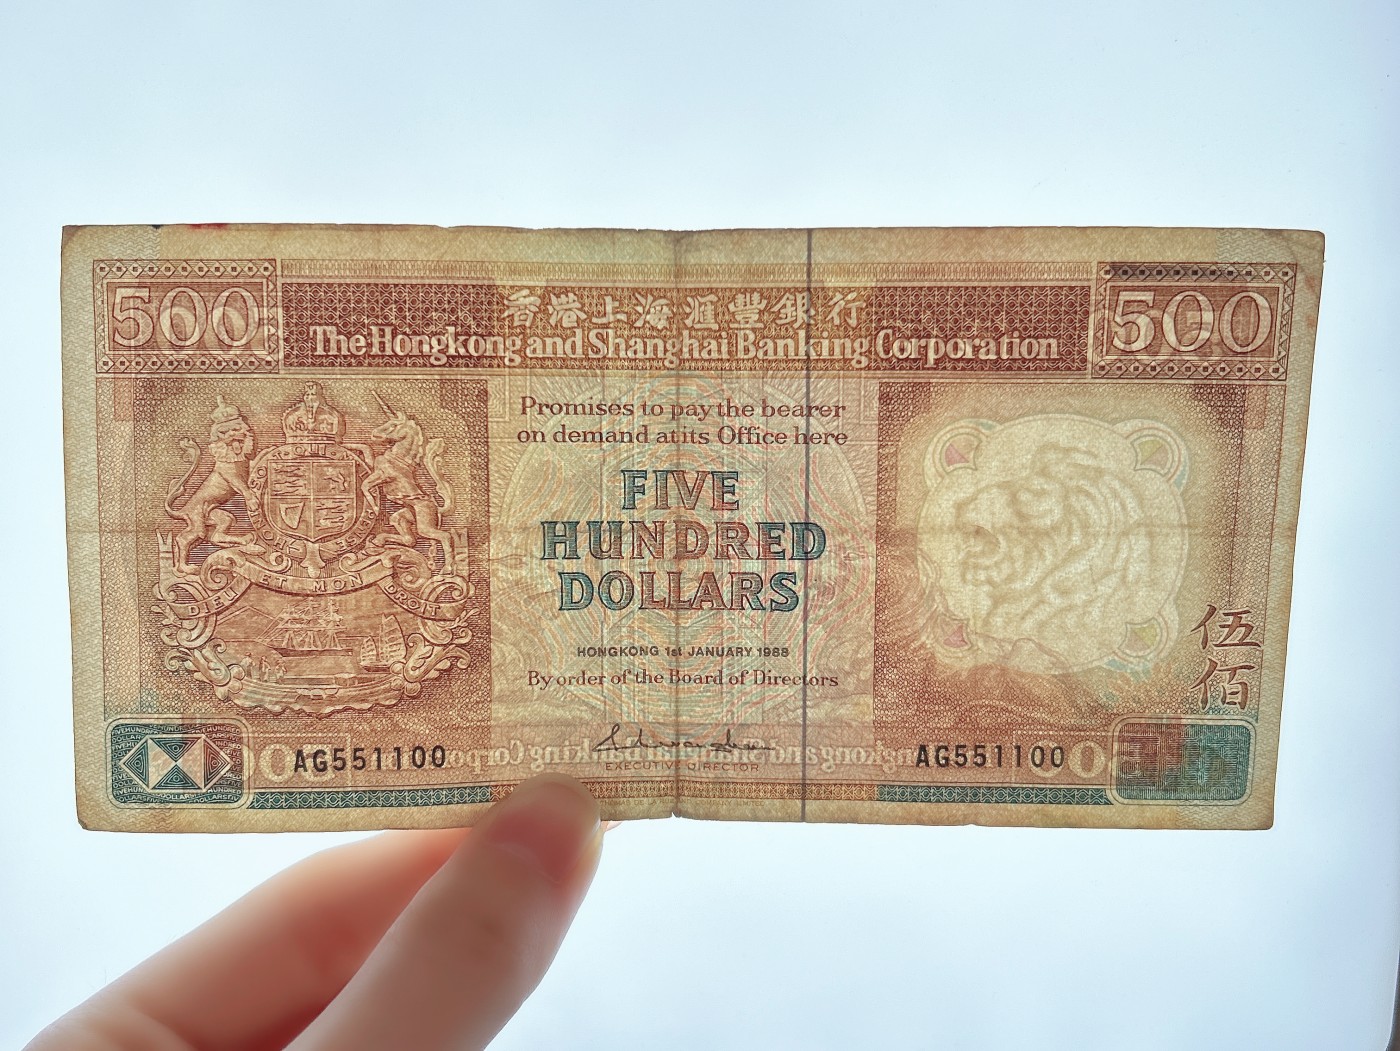 500
香港上海滙豐銀行
500
The Hongkong and Shanghai Banking Corporation
Promises to pay the bearer
on demand at its Office here
FIVE
HUNDRED
DOLLARS
DIEU ET MON DROIT
HONGKONG 1st JANUARY 1988
By order of the Board of Directors
伍
佰
AG551100
AG551100
EXECUTIVE DIRECTOR